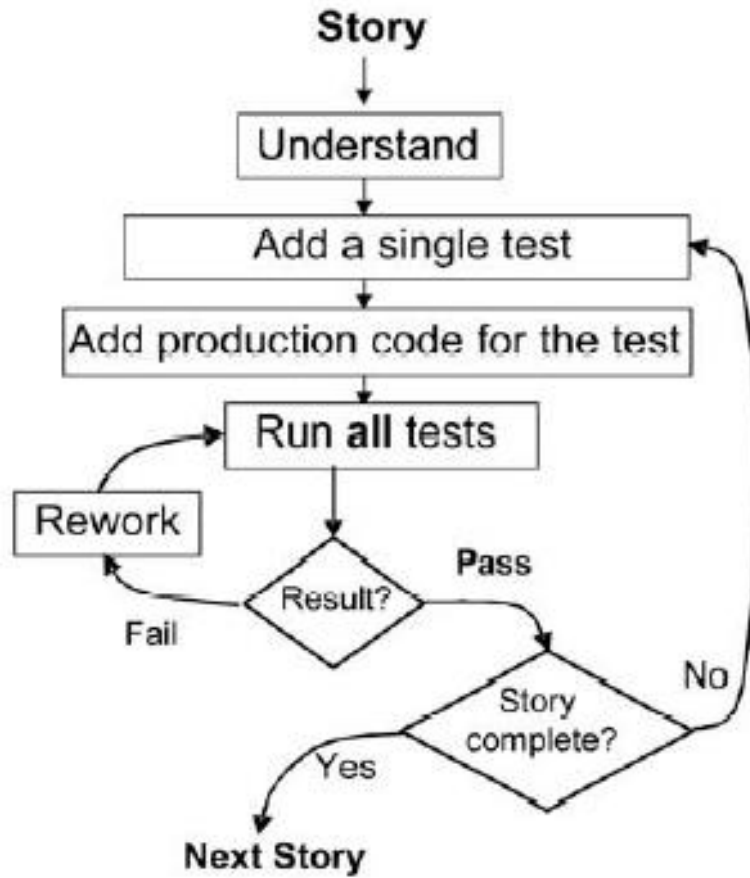 Story
Understand
Add a single test
Add production code for the test
Run all tests
Rework
Result?
Pass
Fail
No
Story
complete?
Yes
Next Story